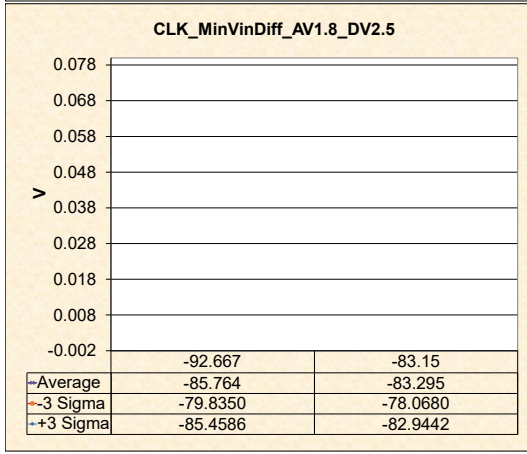 CLK_MinVinDiff_AV1.8_DV2.5
0.078
0.068
0.058
0.048
0.038
0.028
0.018
0.008
-0.002
V
-92.667 -83.15
Average -85.764 -83.295
-3 Sigma -79.8350 -78.0680
+3 Sigma -85.4586 -82.9442